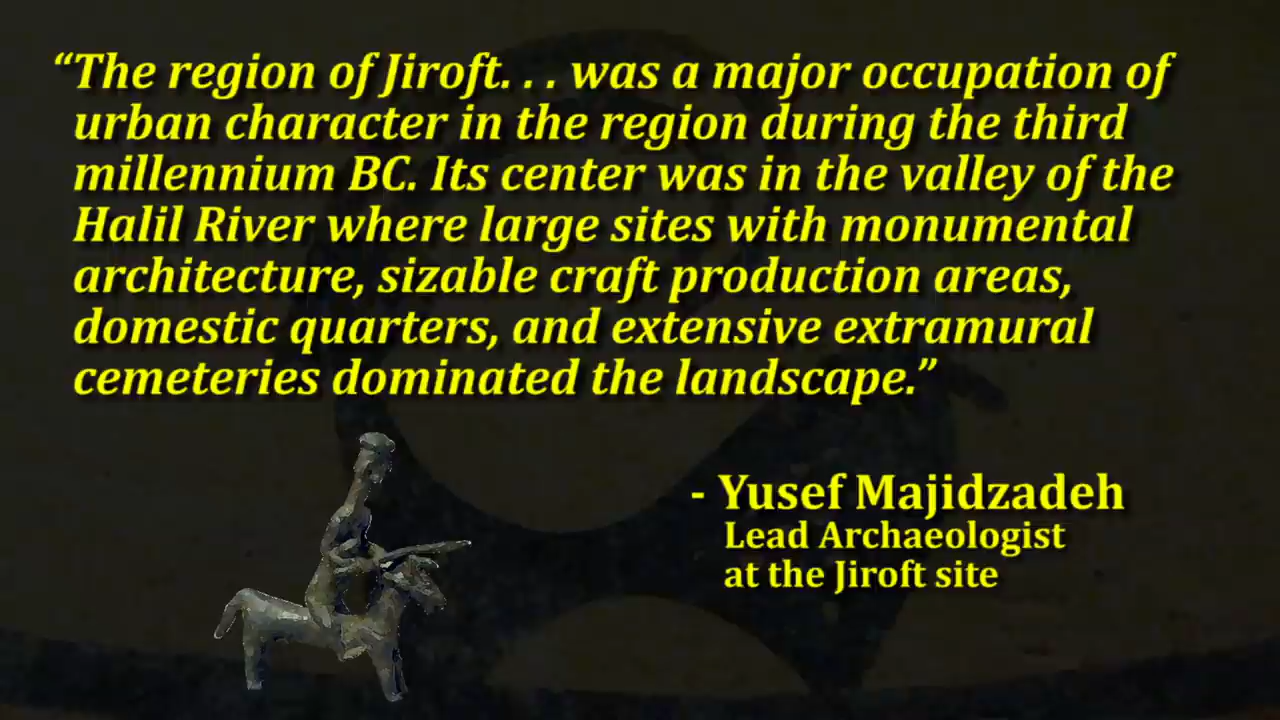 “The region of Jiroft. . . was a major occupation of
urban character in the region during the third
millennium BC. Its center was in the valley of the
Halil River where large sites with monumental
architecture, sizable craft production areas,
domestic quarters, and extensive extramural
cemeteries dominated the landscape.”
- Yusef Majidzadeh
Lead Archaeologist
at the Jiroft site